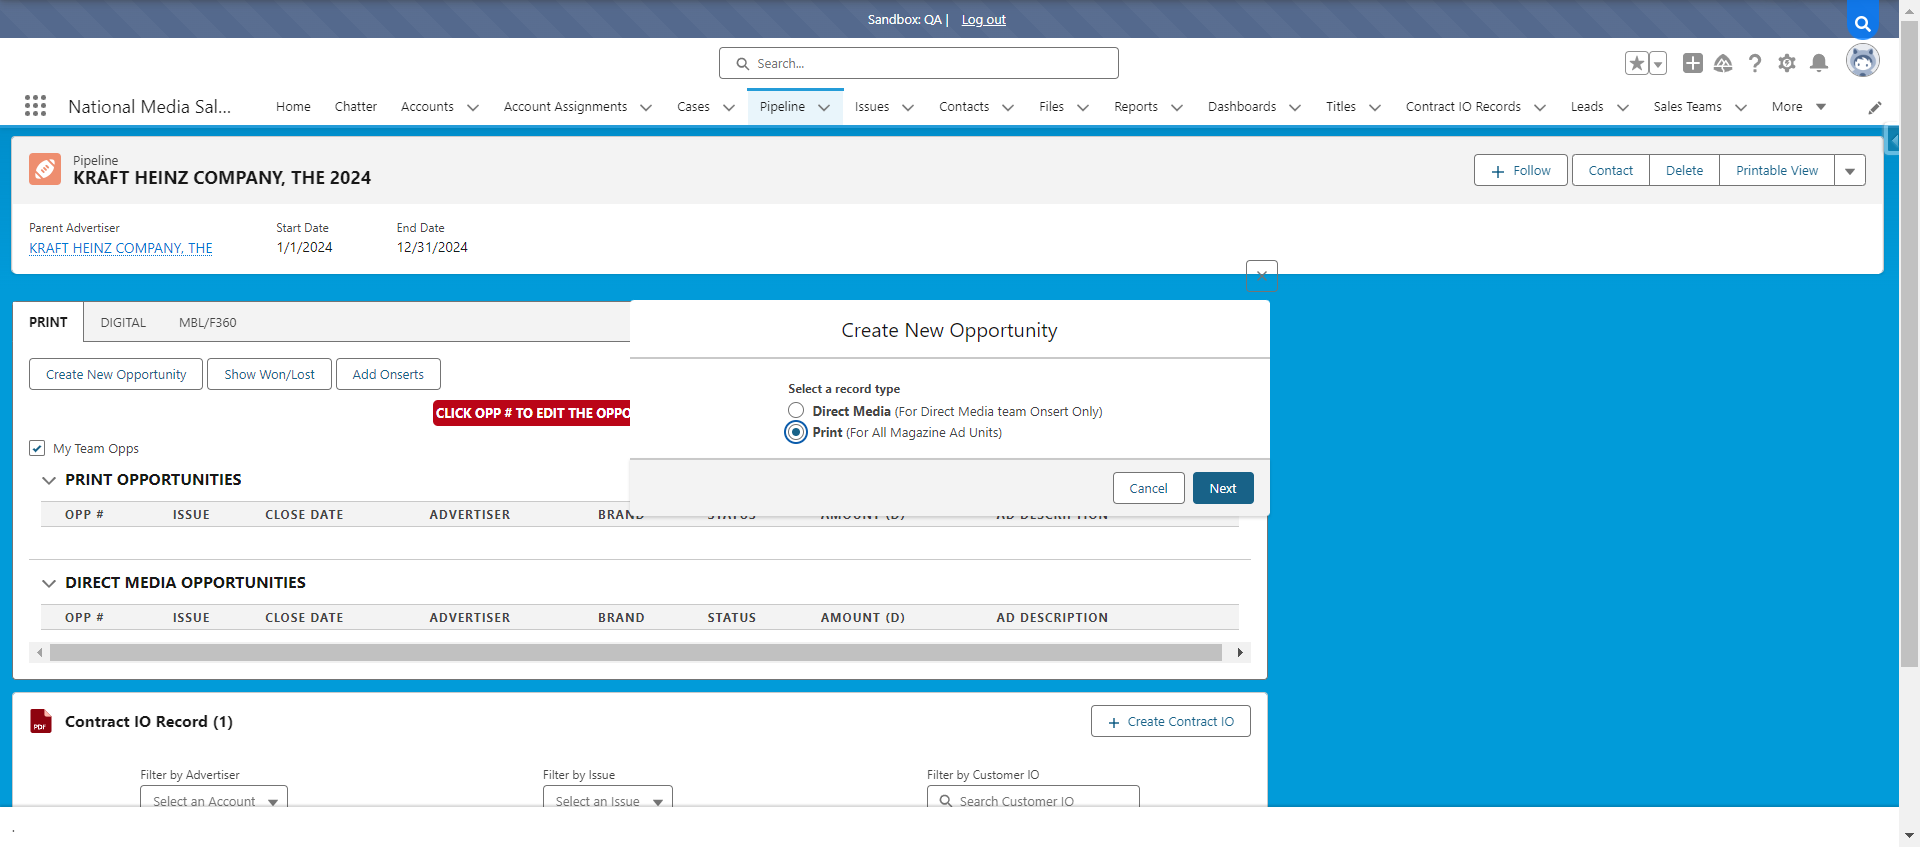 Sandbox: QA | Log out
Search...
National Media Sal...
Home
Chatter
Accounts
Account Assignments
Cases
Pipeline
Issues
Contacts
Files
Reports
Dashboards
Titles
Contract IO Records
Leads
Sales Teams
More
Pipeline
KRAFT HEINZ COMPANY, THE 2024
+ Follow
Contact
Delete
Printable View
Parent Advertiser
Start Date
End Date
KRAFT HEINZ COMPANY, THE
1/1/2024
12/31/2024
PRINT
DIGITAL
MBL/F360
Create New Opportunity
Create New Opportunity
Show Won/Lost
Add Onserts
Select a record type
Direct Media (For Direct Media team Onsert Only)
CLICK OPP # TO EDIT THE OPPO
Print (For All Magazine Ad Units)
My Team Opps
PRINT OPPORTUNITIES
Cancel
Next
OPP #
ISSUE
CLOSE DATE
ADVERTISER
BRAND
STATUS
AMOUNT (D)
AD DESCRIPTION
DIRECT MEDIA OPPORTUNITIES
OPP #
ISSUE
CLOSE DATE
ADVERTISER
BRAND
STATUS
AMOUNT (D)
AD DESCRIPTION
PDF
Contract IO Record (1)
+ Create Contract IO
Filter by Advertiser
Filter by Issue
Filter by Customer IO
Select an Account
Select an Issue
Search Customer IO
.